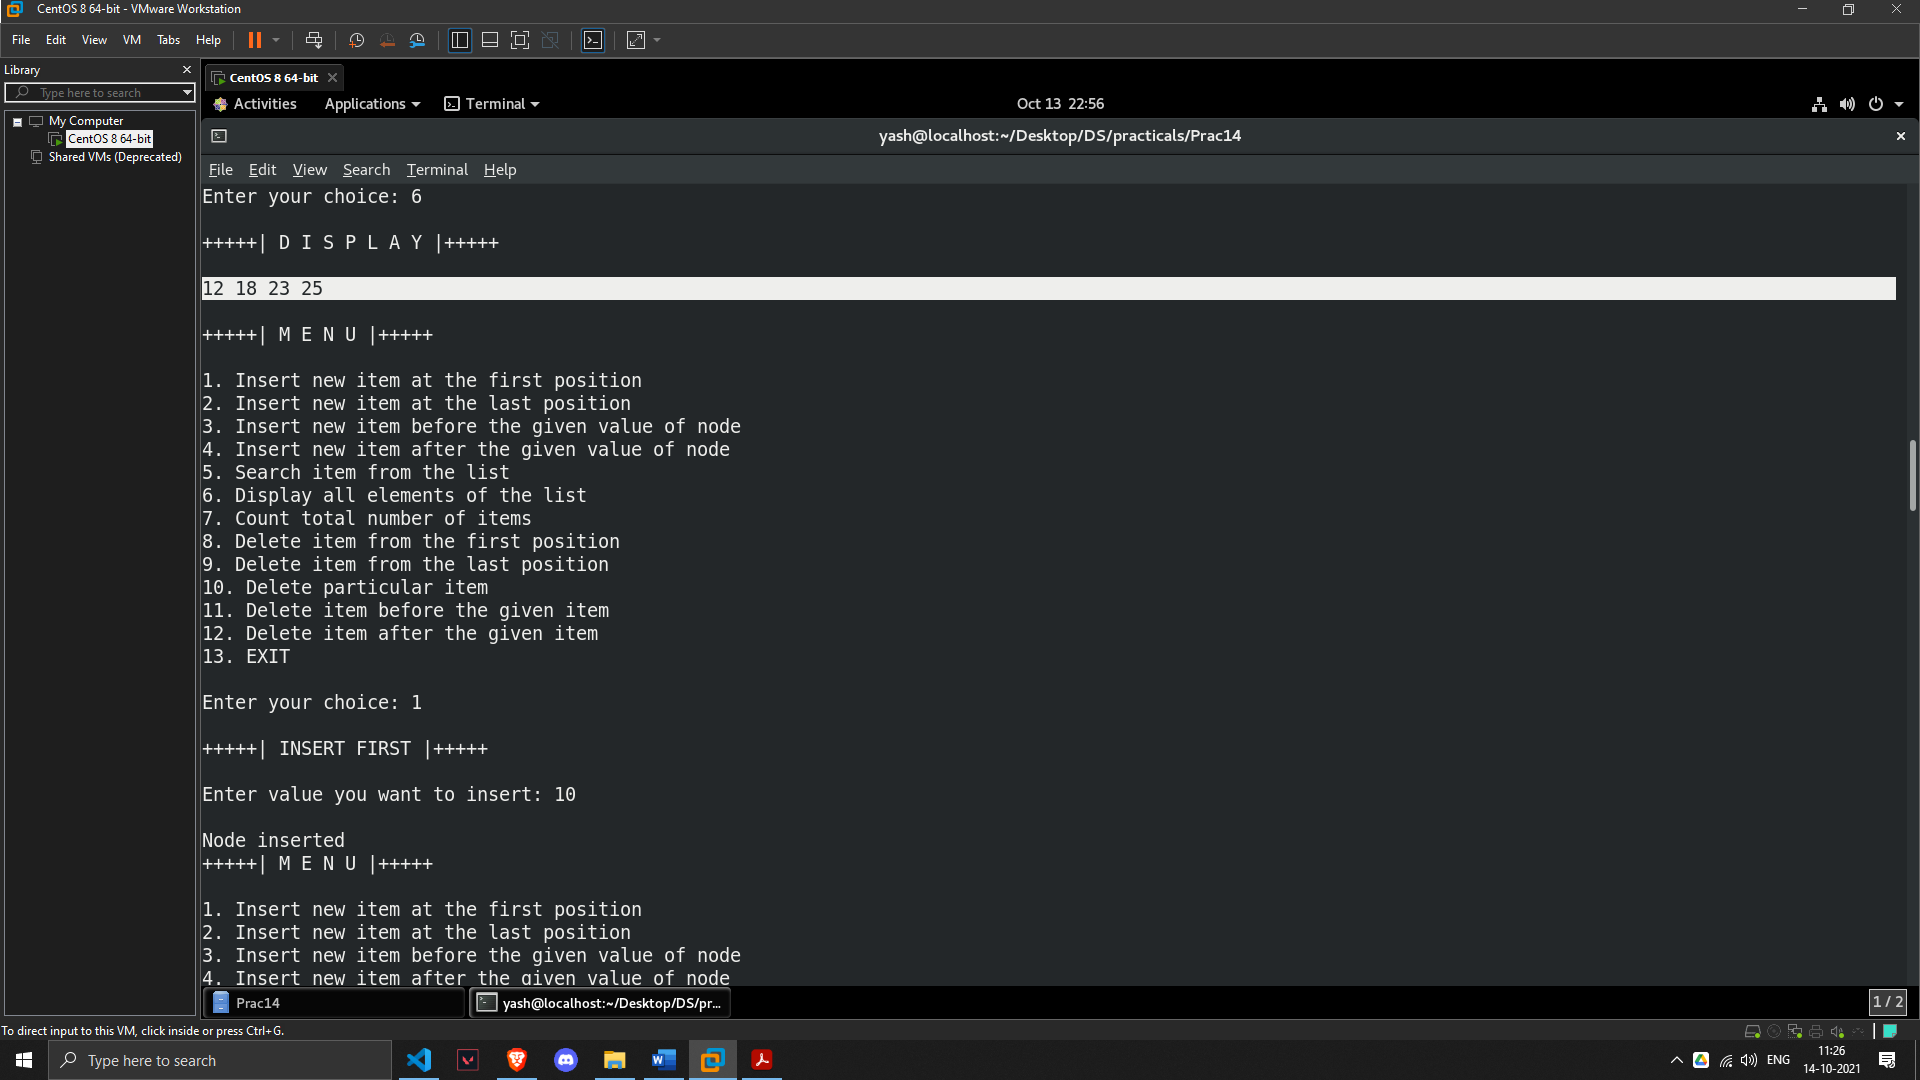 CentOS 8 64-bit - VMware Workstation
File Edit View VM Tabs Help
Library
Type here to search
My Computer
CentOS 8 64-bit
Shared VMs (Deprecated)
CentOS 8 64-bit
Activities Applications Terminal Oct 13 22:56
yash@localhost:~/Desktop/DS/practicals/Prac14
File Edit View Search Terminal Help
Enter your choice: 6
+++++| D I S P L A Y |+++++
12 18 23 25
+++++| M E N U |+++++
1. Insert new item at the first position
2. Insert new item at the last position
3. Insert new item before the given value of node
4. Insert new item after the given value of node
5. Search item from the list
6. Display all elements of the list
7. Count total number of items
8. Delete item from the first position
9. Delete item from the last position
10. Delete particular item
11. Delete item before the given item
12. Delete item after the given item
13. EXIT
Enter your choice: 1
+++++| INSERT FIRST |+++++
Enter value you want to insert: 10
Node inserted
+++++| M E N U |+++++
1. Insert new item at the first position
2. Insert new item at the last position
3. Insert new item before the given value of node
4. Insert new item after the given value of node
Prac14
yash@localhost:~/Desktop/DS/pr...
1 / 2
To direct input to this VM, click inside or press Ctrl+G.
Type here to search
ENG
11:26
14-10-2021